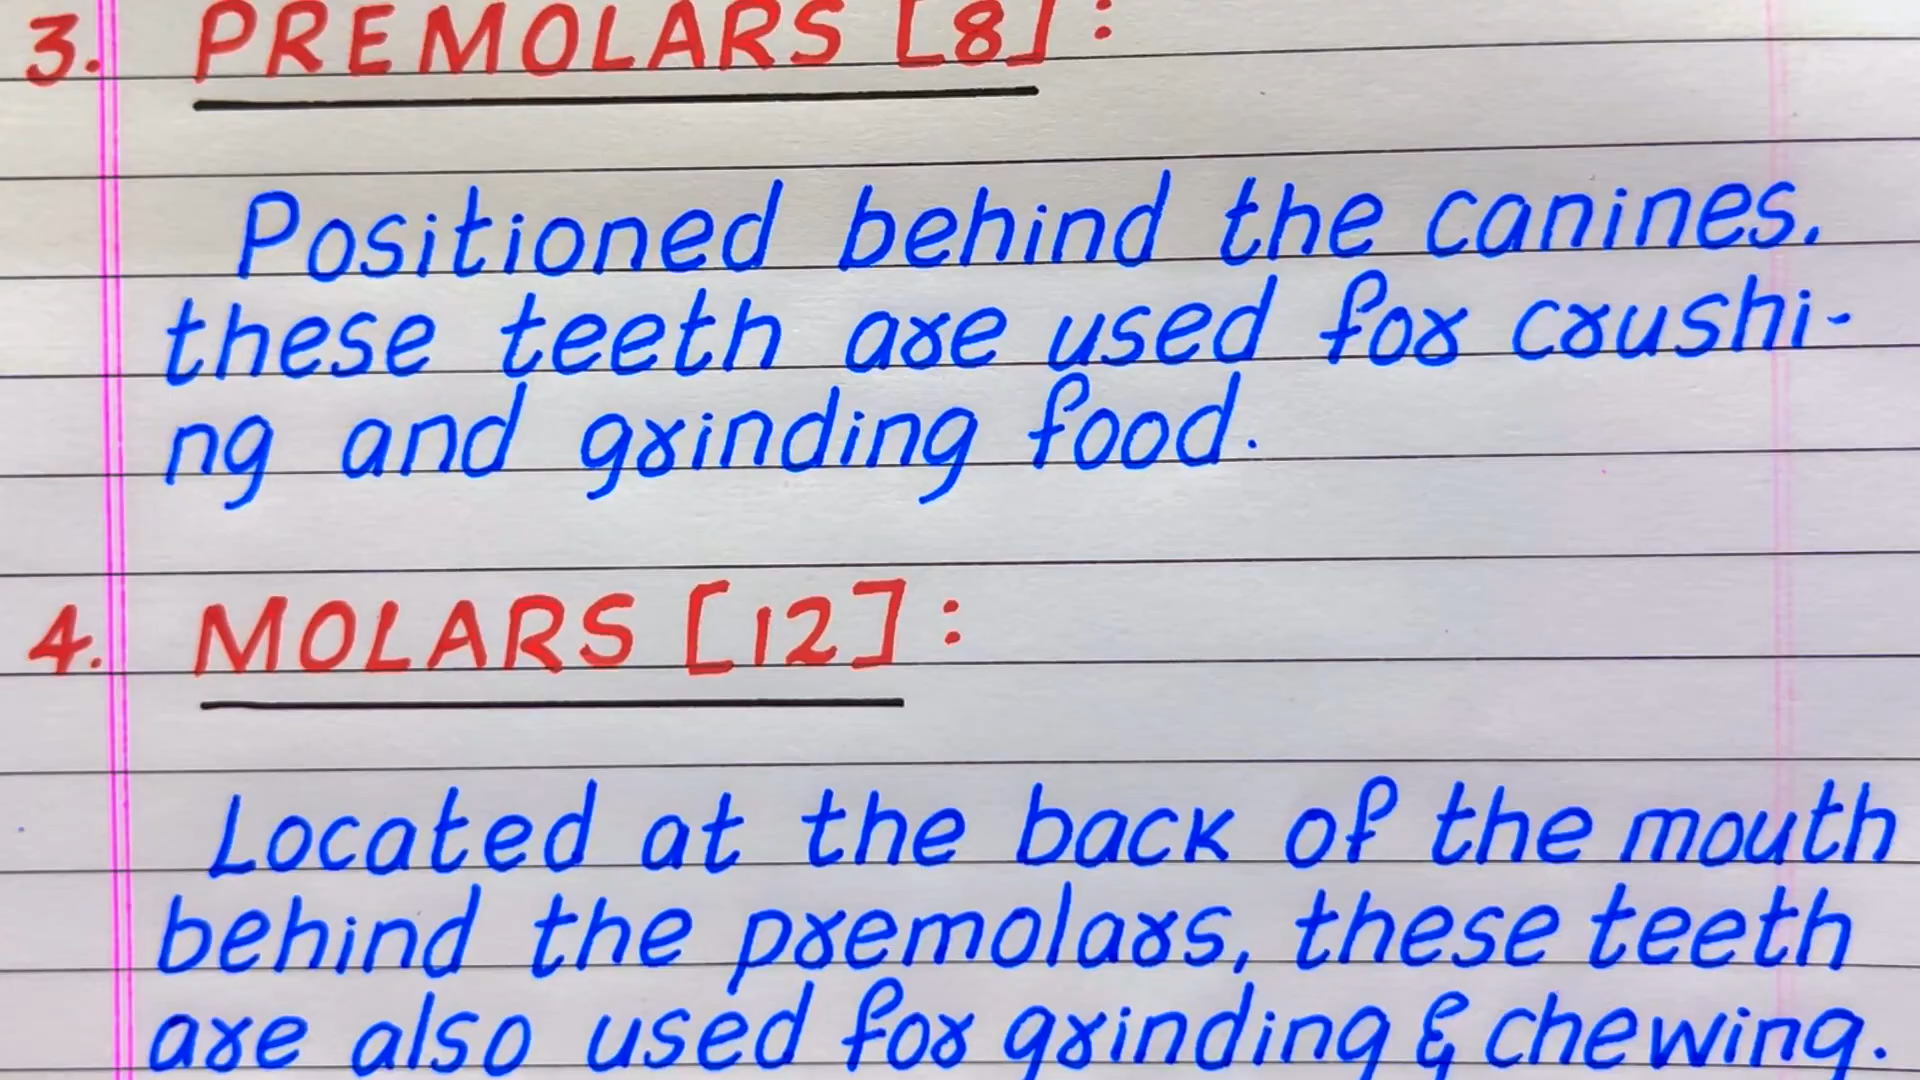 3. PREMOLARS [8]:
Positioned behind the canines,
these teeth are used for crushi-
ng and grinding food.
4. MOLARS [12]:
Located at the back of the mouth
behind the premolars, these teeth
are also used for grinding & chewing.